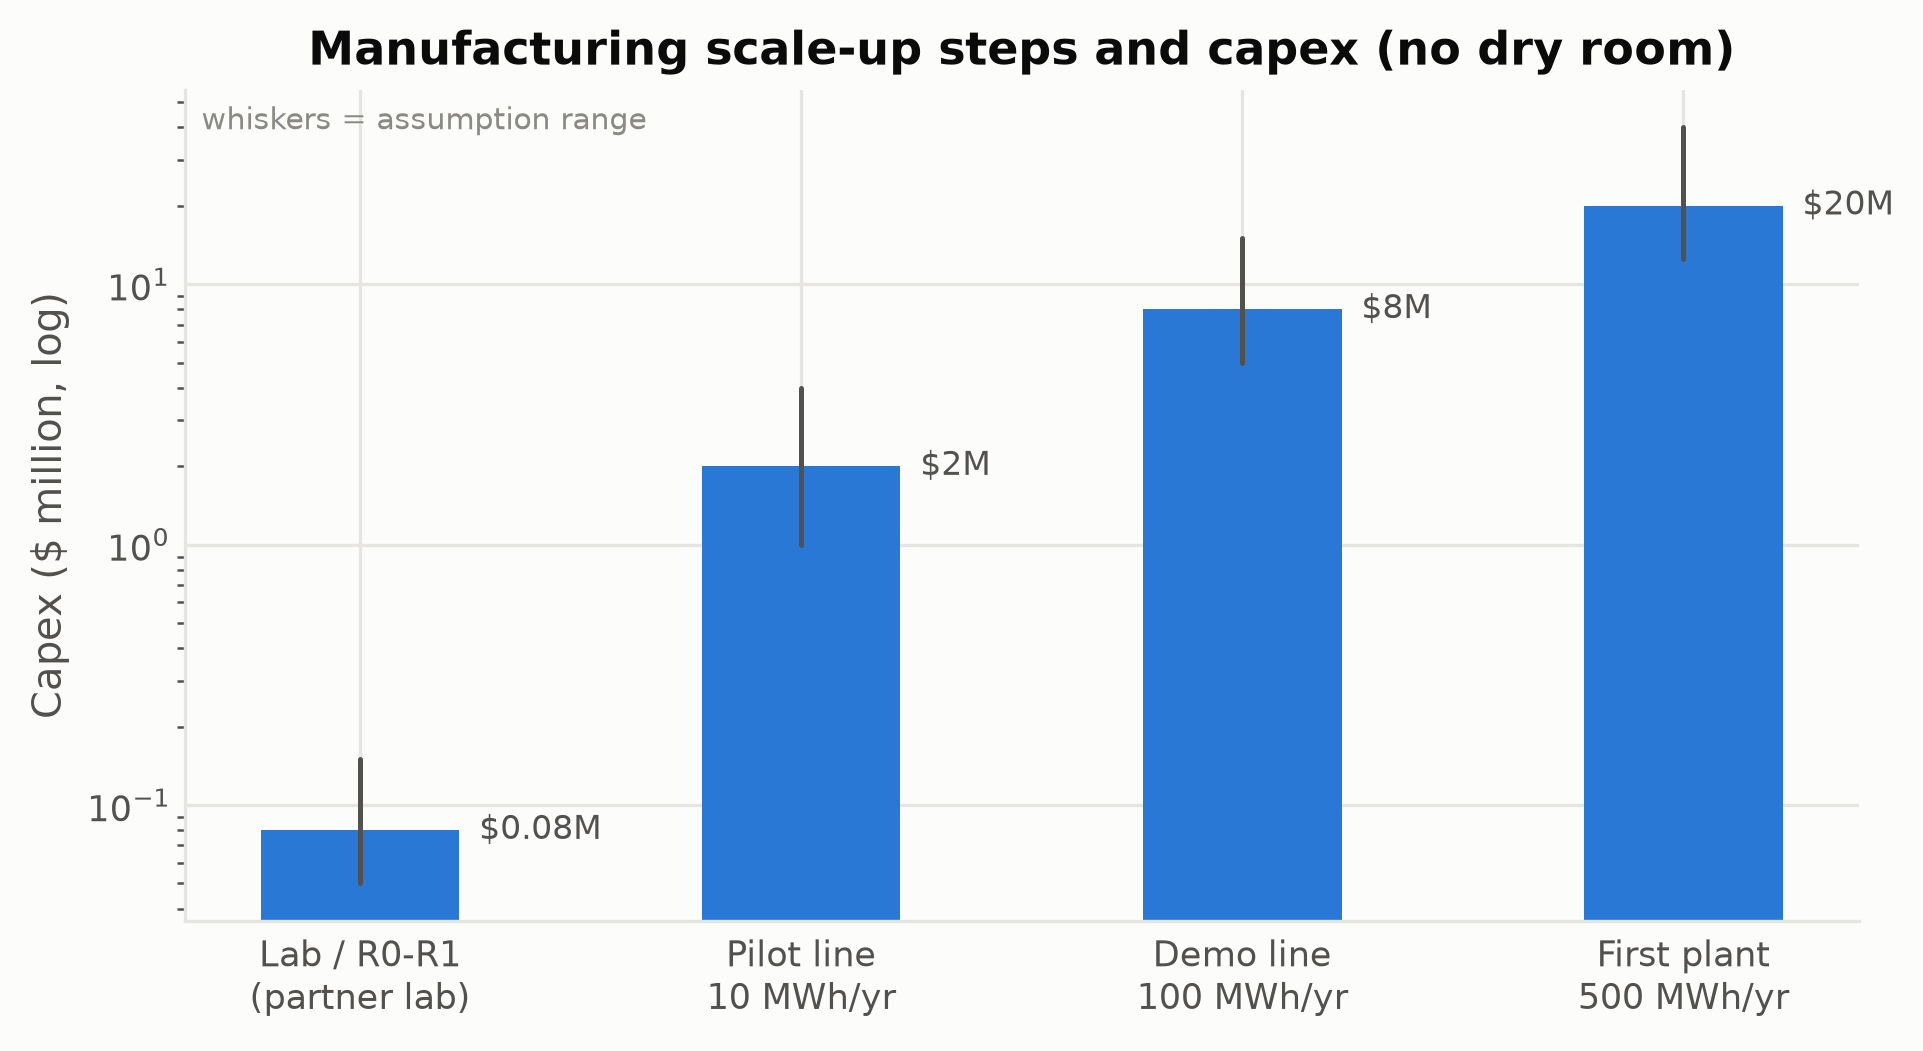 Manufacturing scale-up steps and capex (no dry room)
whiskers = assumption range
Capex ($ million, log)
10¹
10⁰
10⁻¹
$0.08M
$2M
$8M
$20M
Lab / R0-R1
(partner lab)
Pilot line
10 MWh/yr
Demo line
100 MWh/yr
First plant
500 MWh/yr